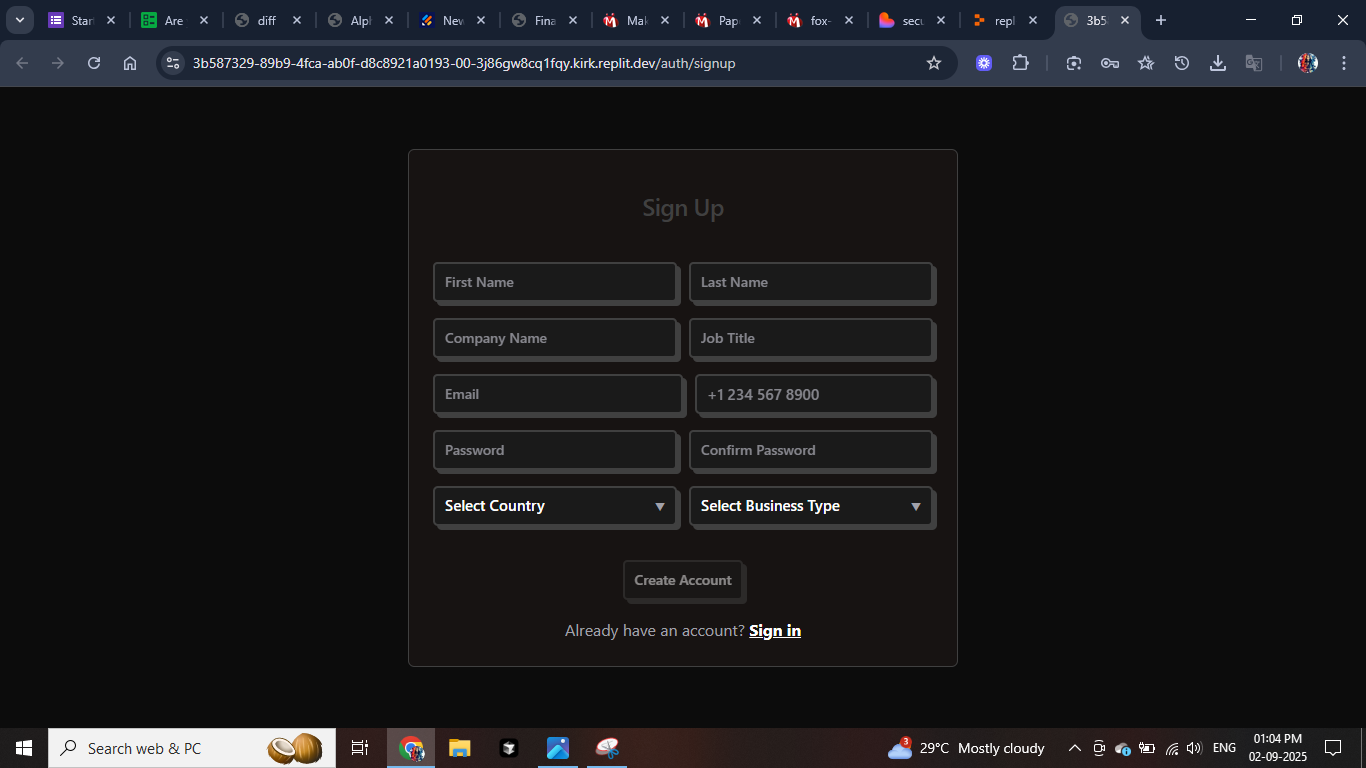 Start
Are
diff
Alph
New
Fina
Mak
Pap
fox-
secu
repl
3b5
3b587329-89b9-4fca-ab0f-d8c8921a0193-00-3j86gw8cq1fqy.kirk.replit.dev/auth/signup
Sign Up
First Name
Last Name
Company Name
Job Title
Email
+1 234 567 8900
Password
Confirm Password
Select Country
Select Business Type
Create Account
Already have an account? Sign in
Search web & PC
3
29°C Mostly cloudy
ENG
01:04 PM
02-09-2025